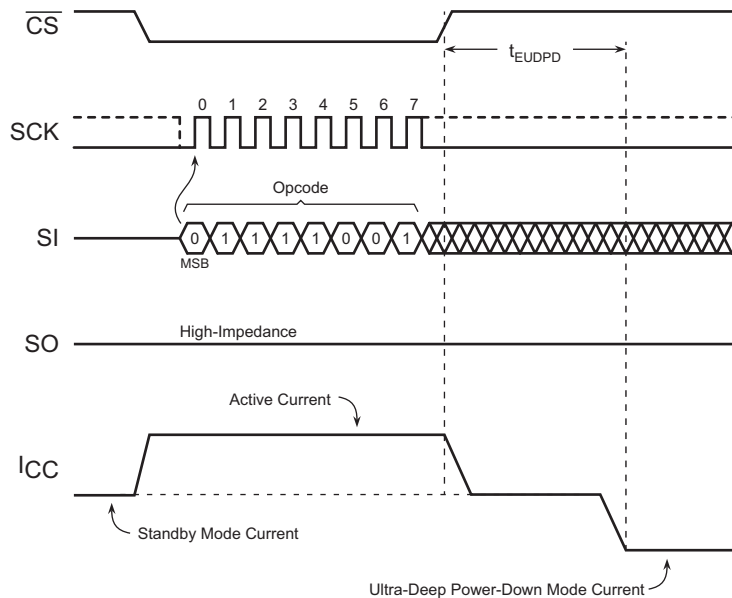 CS
tEUDPD
0 1 2 3 4 5 6 7
SCK
Opcode
SI
0 1 1 1 1 0 0 1
MSB
High-Impedance
SO
Active Current
ICC
Standby Mode Current
Ultra-Deep Power-Down Mode Current